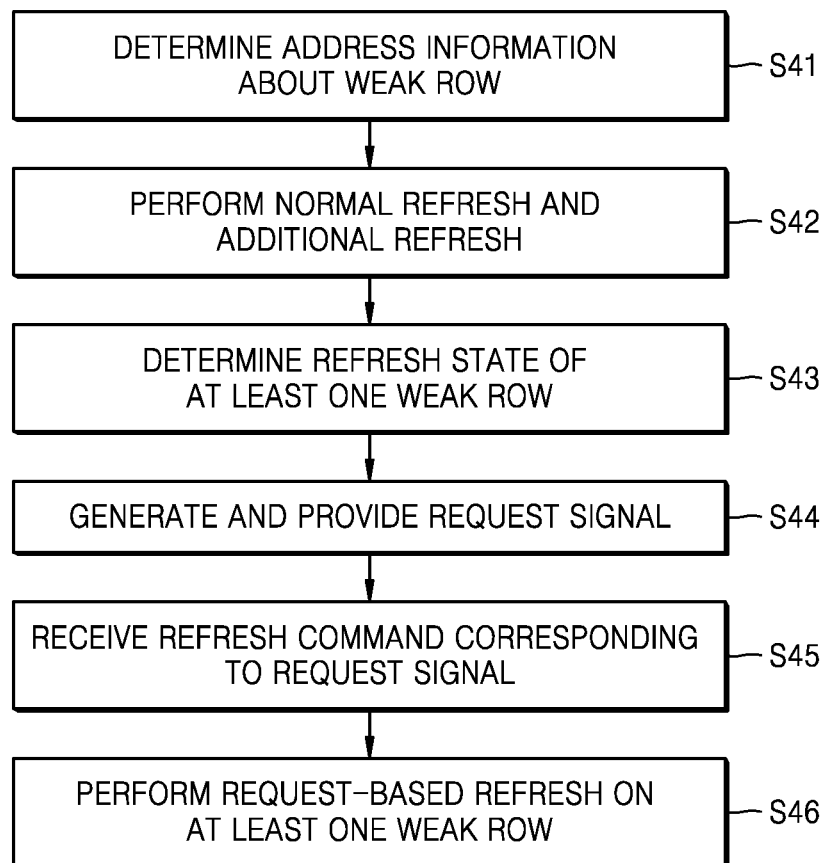 DETERMINE ADDRESS INFORMATION
ABOUT WEAK ROW
S41
PERFORM NORMAL REFRESH AND
ADDITIONAL REFRESH
S42
DETERMINE REFRESH STATE OF
AT LEAST ONE WEAK ROW
S43
GENERATE AND PROVIDE REQUEST SIGNAL
S44
RECEIVE REFRESH COMMAND CORRESPONDING
TO REQUEST SIGNAL
S45
PERFORM REQUEST-BASED REFRESH ON
AT LEAST ONE WEAK ROW
S46